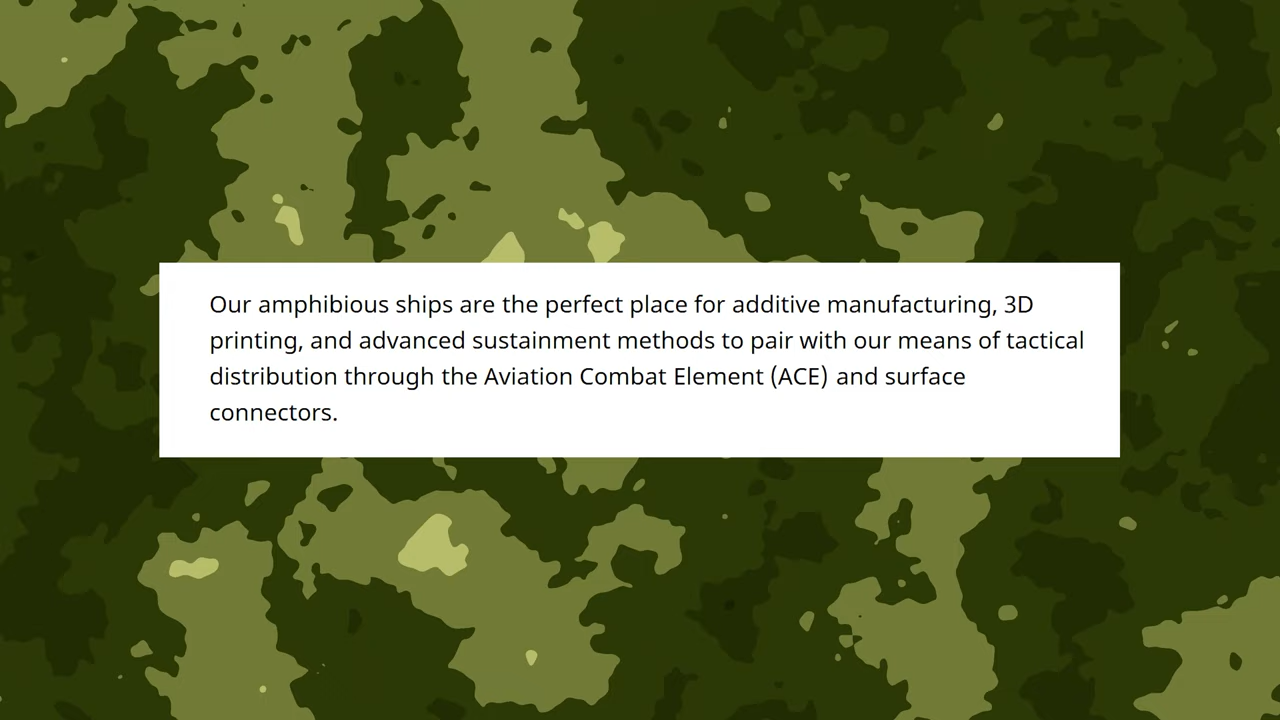 Our amphibious ships are the perfect place for additive manufacturing, 3D
printing, and advanced sustainment methods to pair with our means of tactical
distribution through the Aviation Combat Element (ACE) and surface
connectors.